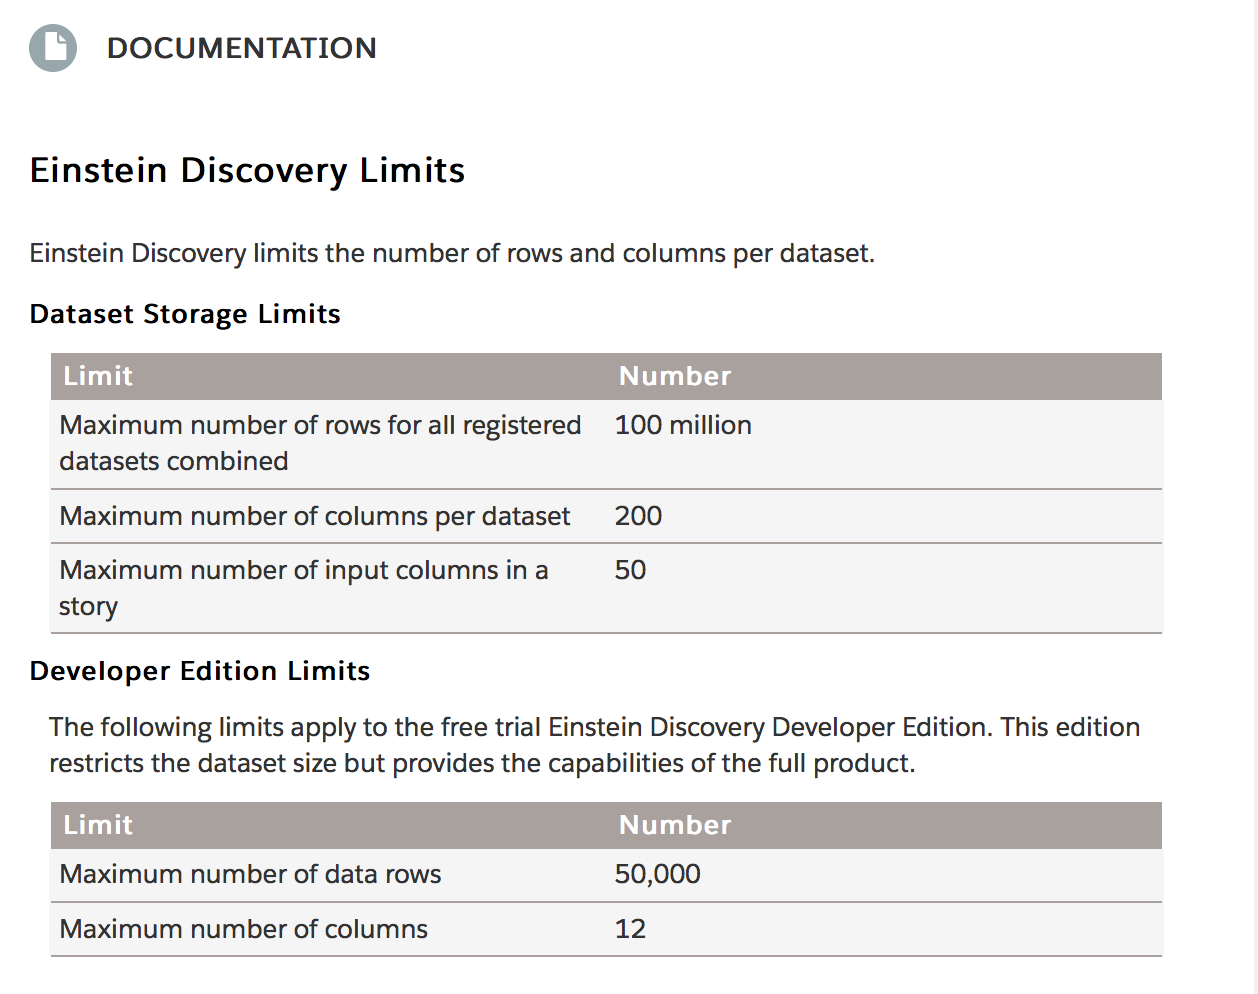 DOCUMENTATION
Einstein Discovery Limits
Einstein Discovery limits the number of rows and columns per dataset.
Dataset Storage Limits
Limit Number
Maximum number of rows for all registered 100 million
datasets combined
Maximum number of columns per dataset 200
Maximum number of input columns in a 50
story
Developer Edition Limits
The following limits apply to the free trial Einstein Discovery Developer Edition. This edition
restricts the dataset size but provides the capabilities of the full product.
Limit Number
Maximum number of data rows 50,000
Maximum number of columns 12